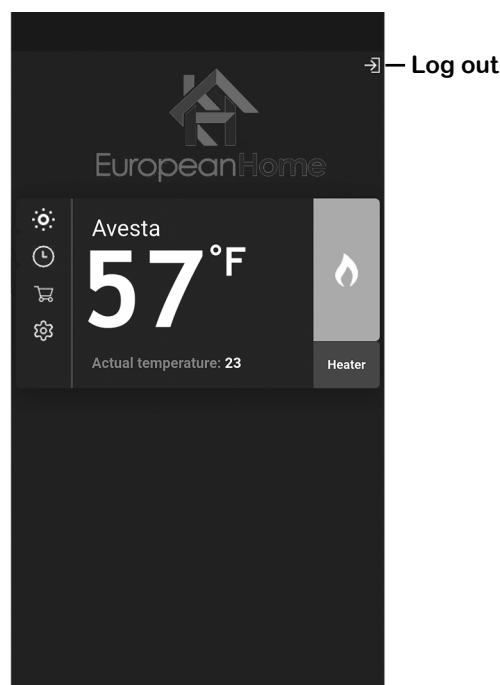 Log out
EuropeanHome
Avesta
57°F
Actual temperature: 23
Heater